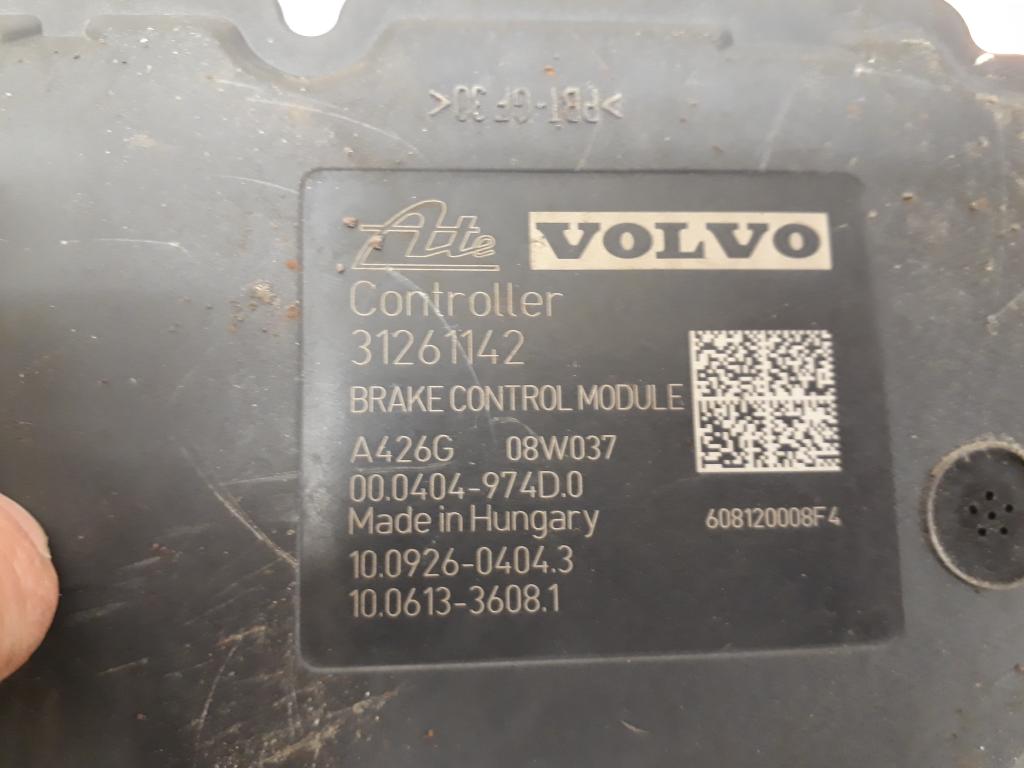 >PBT-GF30<
Ate VOLVO
Controller
31261142
BRAKE CONTROL MODULE
A426G 08W037
00.0404-974D.0
Made in Hungary
608120008F4
10.0926-0404.3
10.0613-3608.1